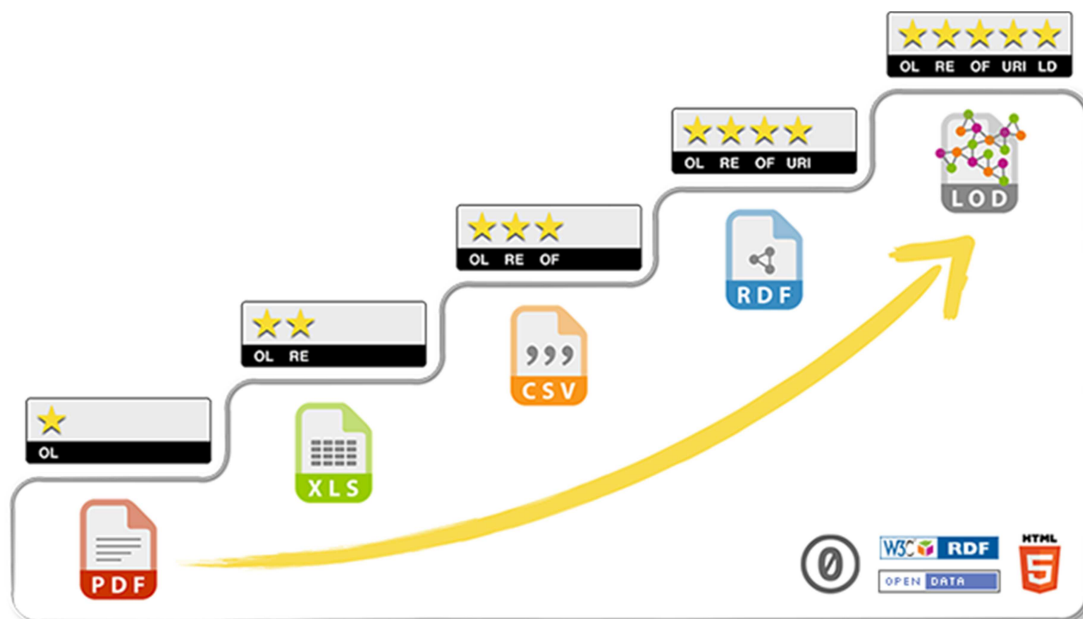 OL RE OF URI LD
LOD
OL RE OF URI
RDF
OL RE OF
CSV
OL RE
XLS
OL
PDF
0
W3C RDF
OPEN DATA
HTML
5